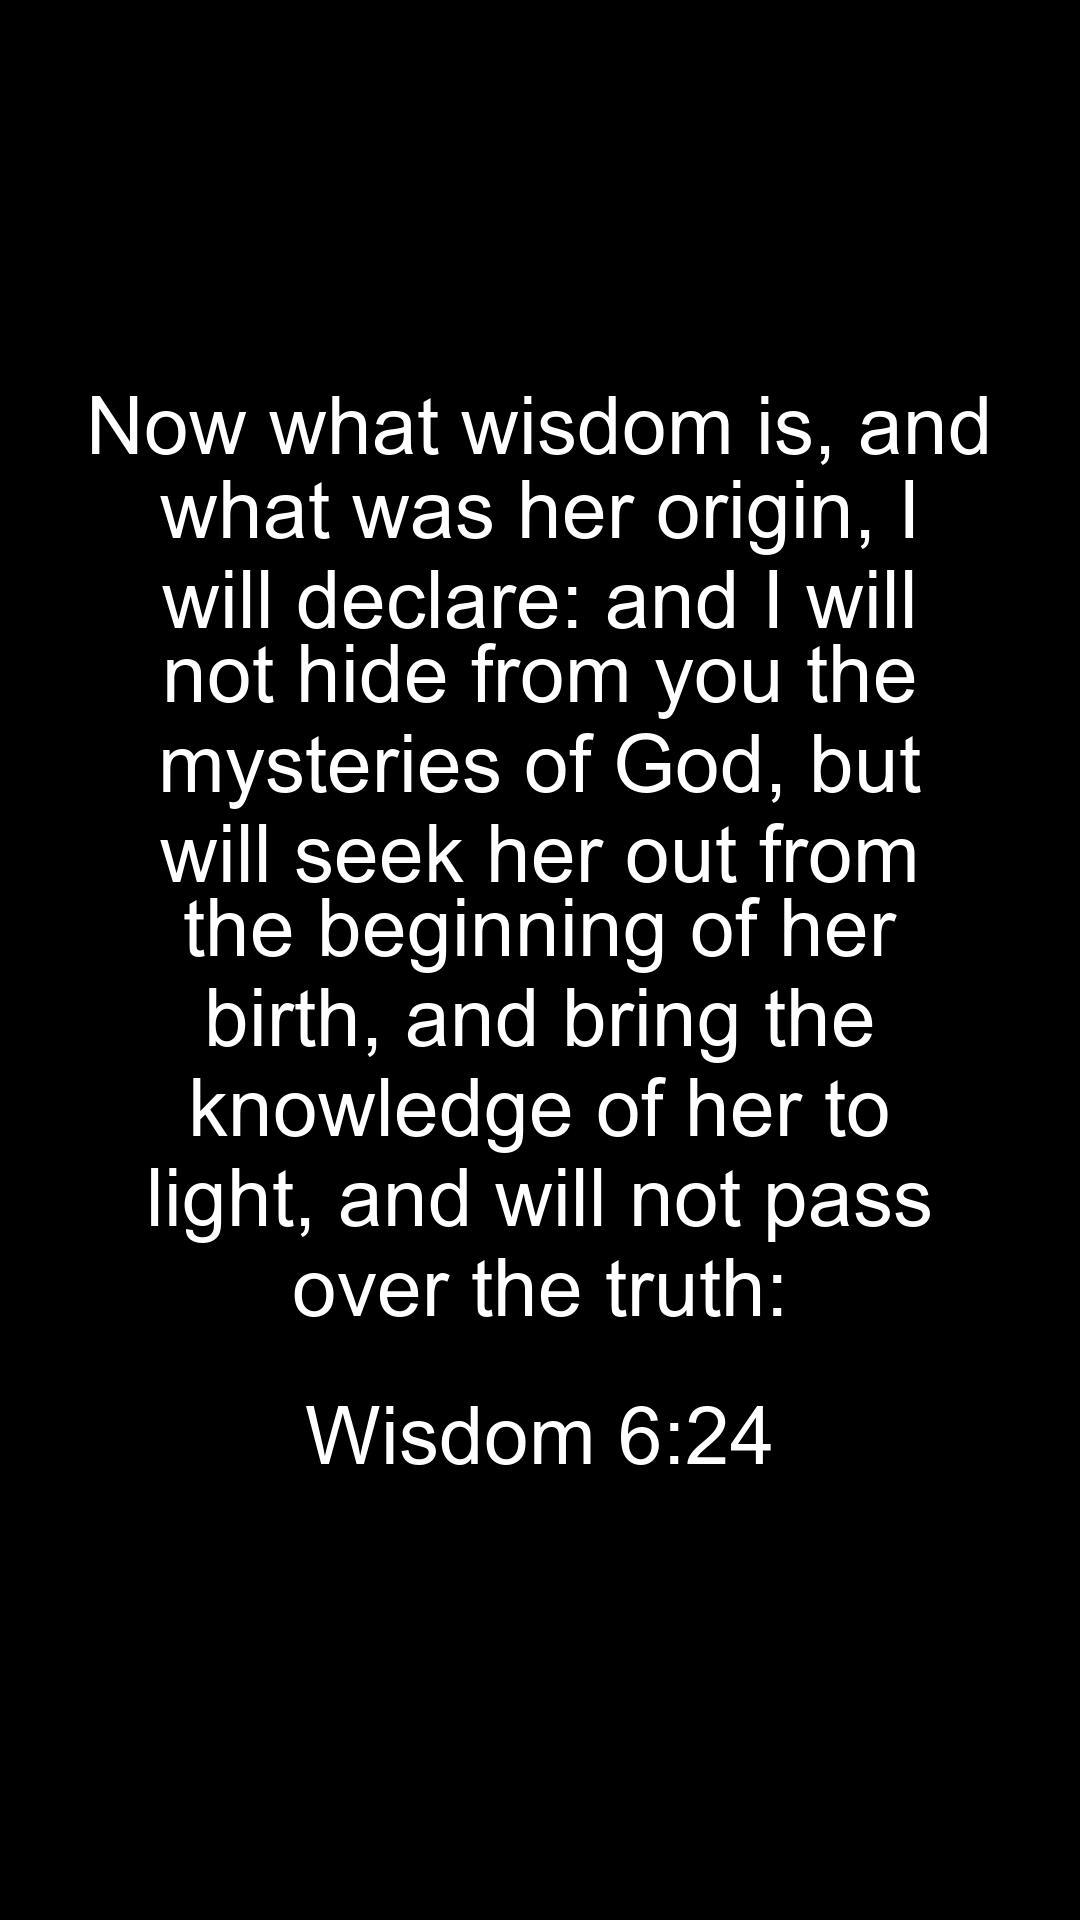 Now what wisdom is, and
what was her origin, I
will declare: and I will
not hide from you the
mysteries of God, but
will seek her out from
the beginning of her
birth, and bring the
knowledge of her to
light, and will not pass
over the truth:
Wisdom 6:24